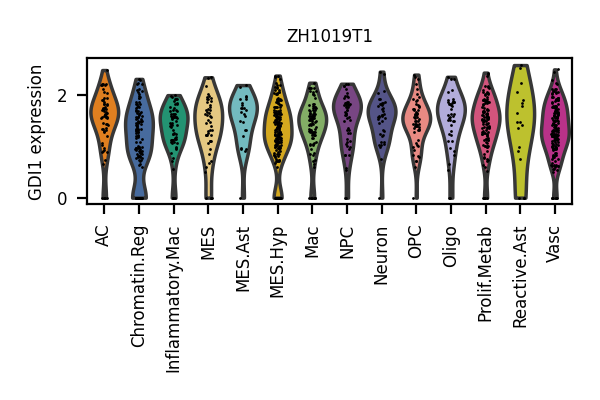 ZH1019T1
GDI1 expression
2
0
AC
Chromatin.Reg
Inflammatory.Mac
MES
MES.Ast
MES.Hyp
Mac
NPC
Neuron
OPC
Oligo
Prolif.Metab
Reactive.Ast
Vasc